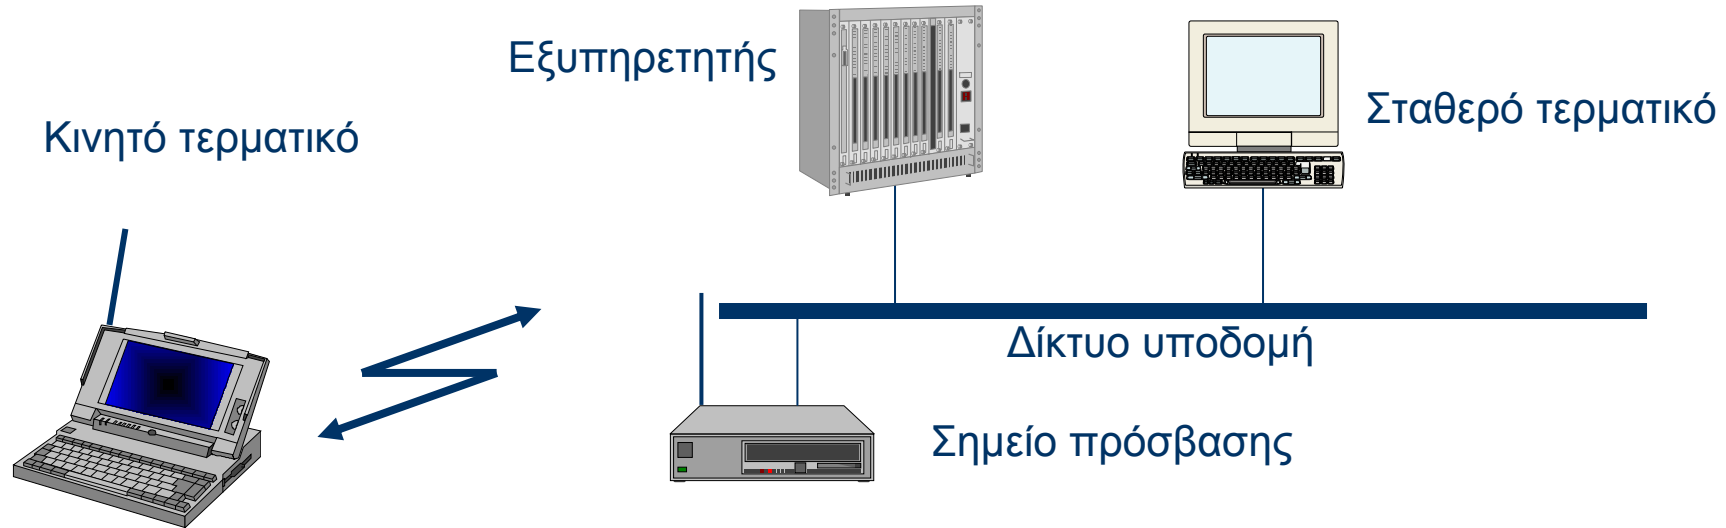 Εξυπηρετητής
Σταθερό τερματικό
Κινητό τερματικό
Δίκτυο υποδομή
Σημείο πρόσβασης